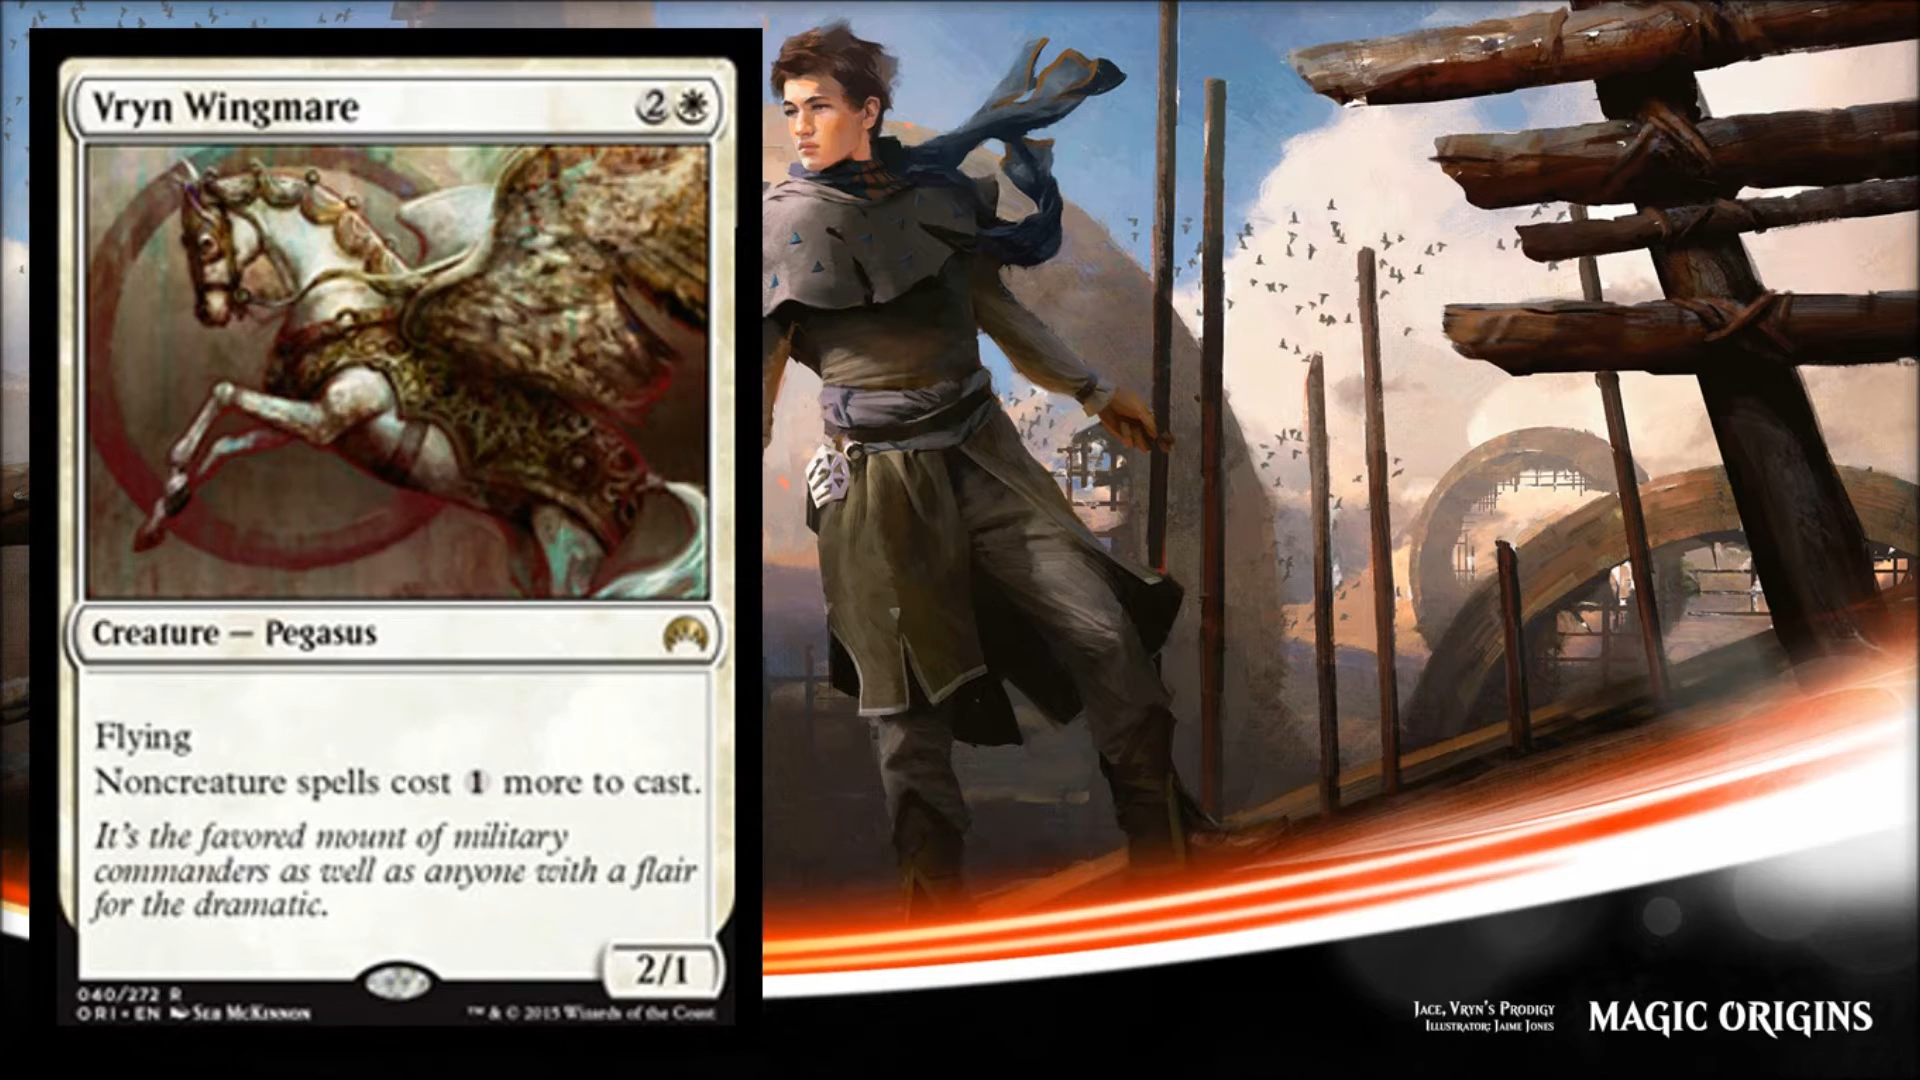 Vryn Wingmare 2
Creature — Pegasus
Flying
Noncreature spells cost 1 more to cast.
It's the favored mount of military
commanders as well as anyone with a flair
for the dramatic.
2/1
040/272 R
ORI • EN Seb McKinnon
™ & © 2015 Wizards of the Coast
Jace, Vryn's Prodigy
Illustrator: Jaime Jones
MAGIC ORIGINS